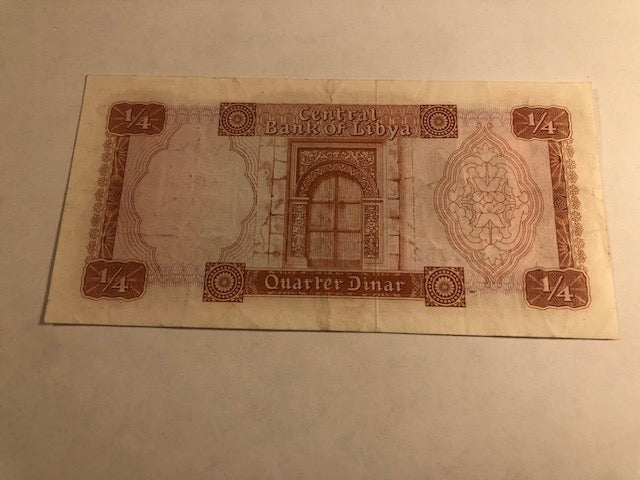 1/4
Central
Bank of Libya
1/4
1/4
Quarter Dinar
1/4